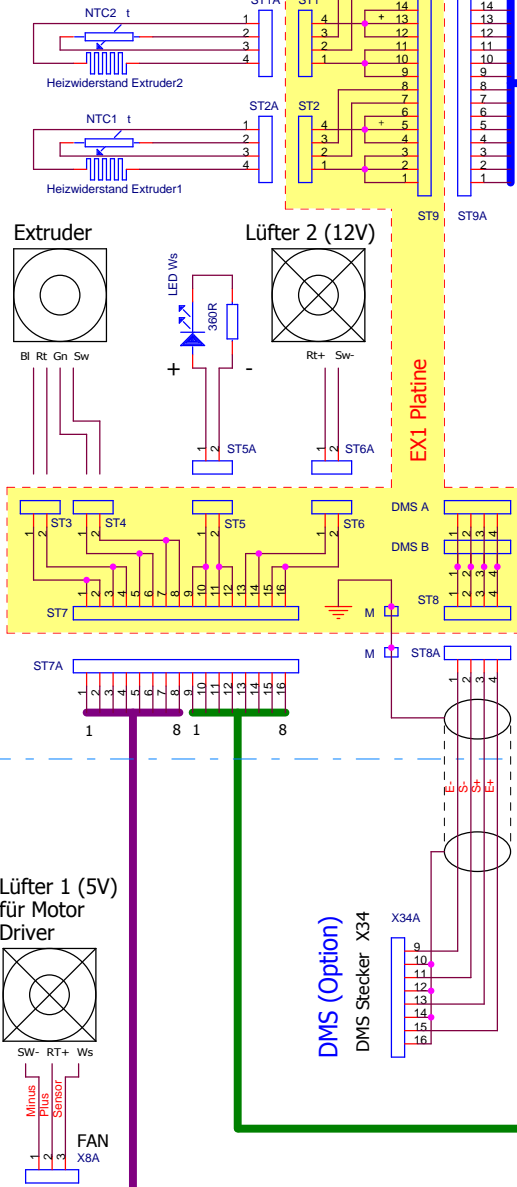 ST1A ST1
NTC2 t
1
2
3
4
4
3
2
1
+
14
13
12
11
10
9
8
7
6
5
4
3
2
1
14
13
12
11
10
9
8
7
6
5
4
3
2
1
Heizwiderstand Extruder2
NTC1 t
ST2A ST2
1
2
3
4
4
3
2
1
+
Heizwiderstand Extruder1
ST9 ST9A
Extruder
Lüfter 2 (12V)
LED Ws
360R
Bl Rt Gn Sw
+ -
Rt+ Sw-
EX1 Platine
1 2 ST5A
1 2 ST6A
ST3 ST4 ST5 ST6
1 2 1 2 1 2 1 2
DMS A
1 2 3 4
DMS B
1 2 3 4
1 2 3 4 5 6 7 8 9 10 11 12 13 14 15 16
ST7
M
ST8
M
ST8A
ST7A
1 2 3 4
1 2 3 4 5 6 7 8 9 10 11 12 13 14 15 16
1 8 1 8
E- S- S+ E+
Lüfter 1 (5V)
für Motor
Driver
DMS (Option)
DMS Stecker X34
X34A
9
10
11
12
13
14
15
16
SW- RT+ Ws
Minus
Plus
Sensor
1 2 3
FAN
X8A